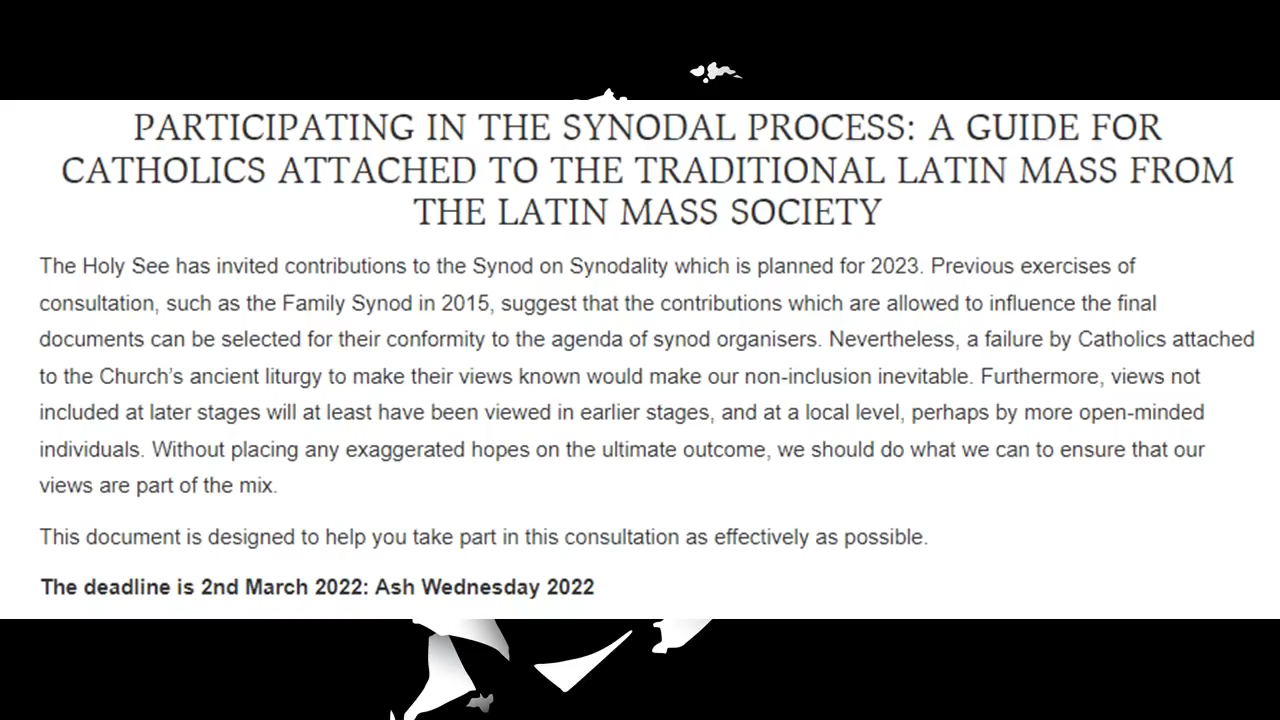 PARTICIPATING IN THE SYNODAL PROCESS: A GUIDE FOR
CATHOLICS ATTACHED TO THE TRADITIONAL LATIN MASS FROM
THE LATIN MASS SOCIETY
The Holy See has invited contributions to the Synod on Synodality which is planned for 2023. Previous exercises of
consultation, such as the Family Synod in 2015, suggest that the contributions which are allowed to influence the final
documents can be selected for their conformity to the agenda of synod organisers. Nevertheless, a failure by Catholics attached
to the Church’s ancient liturgy to make their views known would make our non-inclusion inevitable. Furthermore, views not
included at later stages will at least have been viewed in earlier stages, and at a local level, perhaps by more open-minded
individuals. Without placing any exaggerated hopes on the ultimate outcome, we should do what we can to ensure that our
views are part of the mix.
This document is designed to help you take part in this consultation as effectively as possible.
The deadline is 2nd March 2022: Ash Wednesday 2022